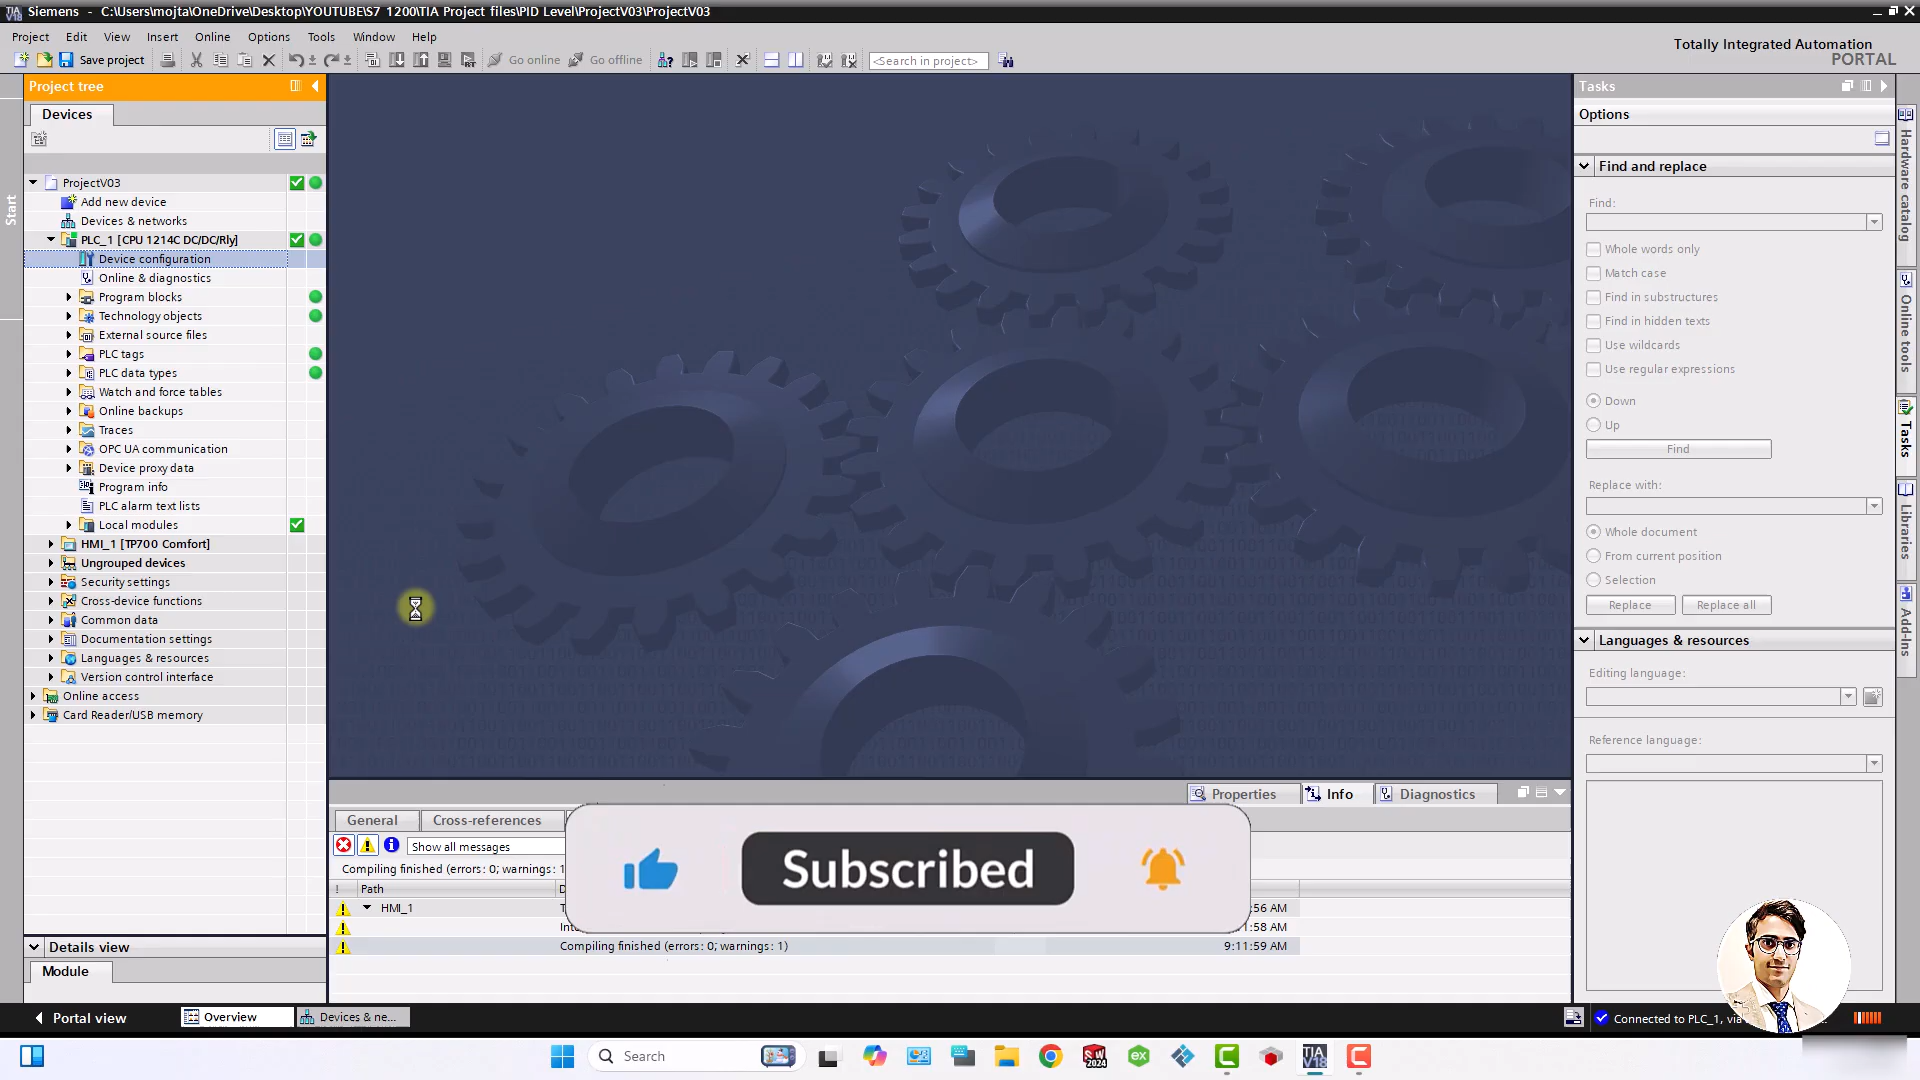 Siemens - C:\Users\mojta\OneDrive\Desktop\YOUTUBE\S7 1200\TIA Project files\PID Level\ProjectV03\ProjectV03
Project Edit View Insert Online Options Tools Window Help
Totally Integrated Automation
PORTAL
Save project
Go online
Go offline
<Search in project>
Project tree
Devices
Start
ProjectV03
Add new device
Devices & networks
PLC_1 [CPU 1214C DC/DC/Rly]
Device configuration
Online & diagnostics
Program blocks
Technology objects
External source files
PLC tags
PLC data types
Watch and force tables
Online backups
Traces
OPC UA communication
Device proxy data
Program info
PLC alarm text lists
Local modules
HMI_1 [TP700 Comfort]
Ungrouped devices
Security settings
Cross-device functions
Common data
Documentation settings
Languages & resources
Version control interface
Online access
Card Reader/USB memory
Details view
Module
Properties
Info
Diagnostics
General
Cross-references
Show all messages
Compiling finished (errors: 0; warnings: 1
! Path
HMI_1
:56 AM
1:58 AM
Compiling finished (errors: 0; warnings: 1) 9:11:59 AM
Subscribed
Tasks
Options
Find and replace
Find:
Whole words only
Match case
Find in substructures
Find in hidden texts
Use wildcards
Use regular expressions
Down
Up
Find
Replace with:
Whole document
From current position
Selection
Replace
Replace all
Languages & resources
Editing language:
Reference language:
Hardware catalog
Online tools
Tasks
Libraries
Add-Ins
Portal view
Overview
Devices & ne...
Connected to PLC_1, via
Search